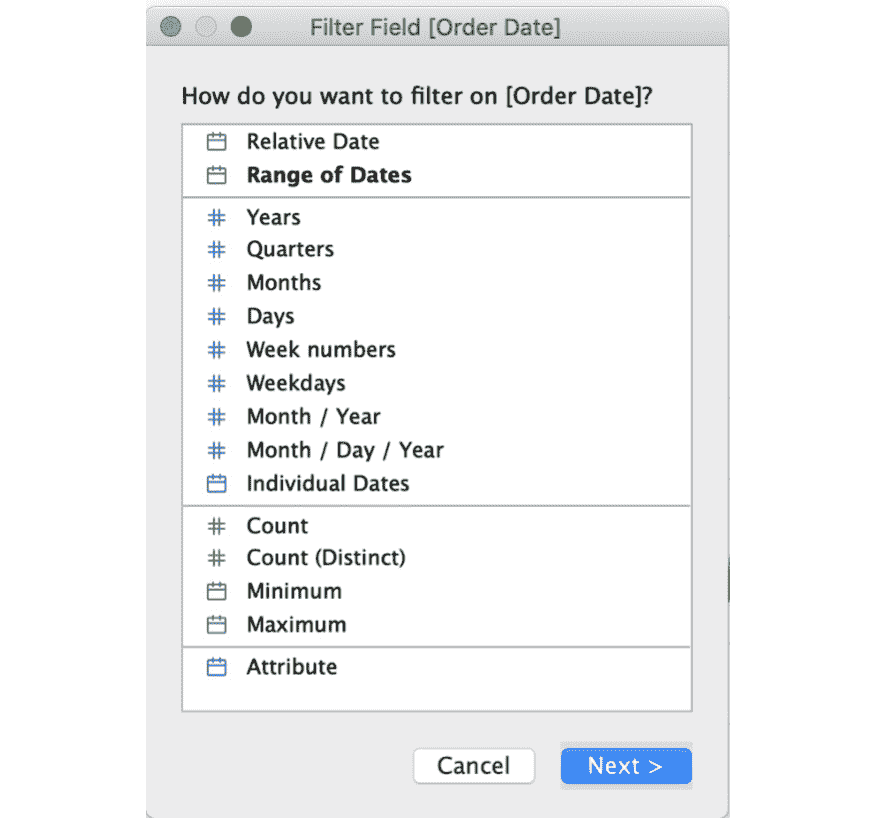 Filter Field [Order Date]
How do you want to filter on [Order Date]?
Relative Date
Range of Dates
Years
Quarters
Months
Days
Week numbers
Weekdays
Month / Year
Month / Day / Year
Individual Dates
Count
Count (Distinct)
Minimum
Maximum
Attribute
Cancel
Next >